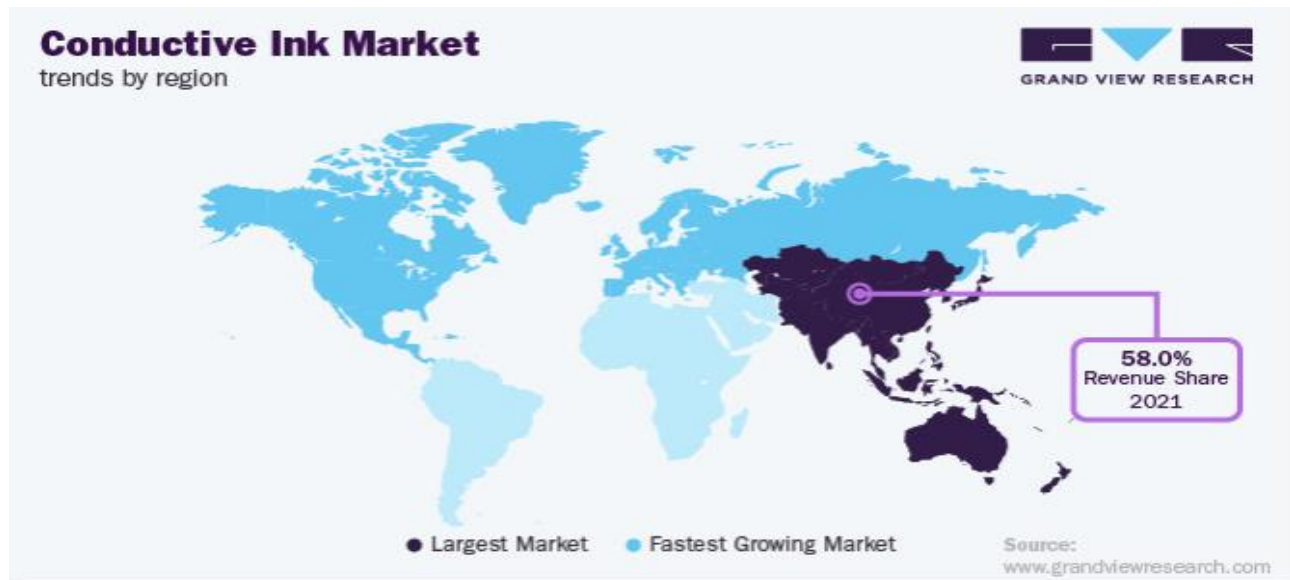 Conductive Ink Market
trends by region
GRAND VIEW RESEARCH
58.0%
Revenue Share
2021
Largest Market
Fastest Growing Market
Source:
www.grandviewresearch.com